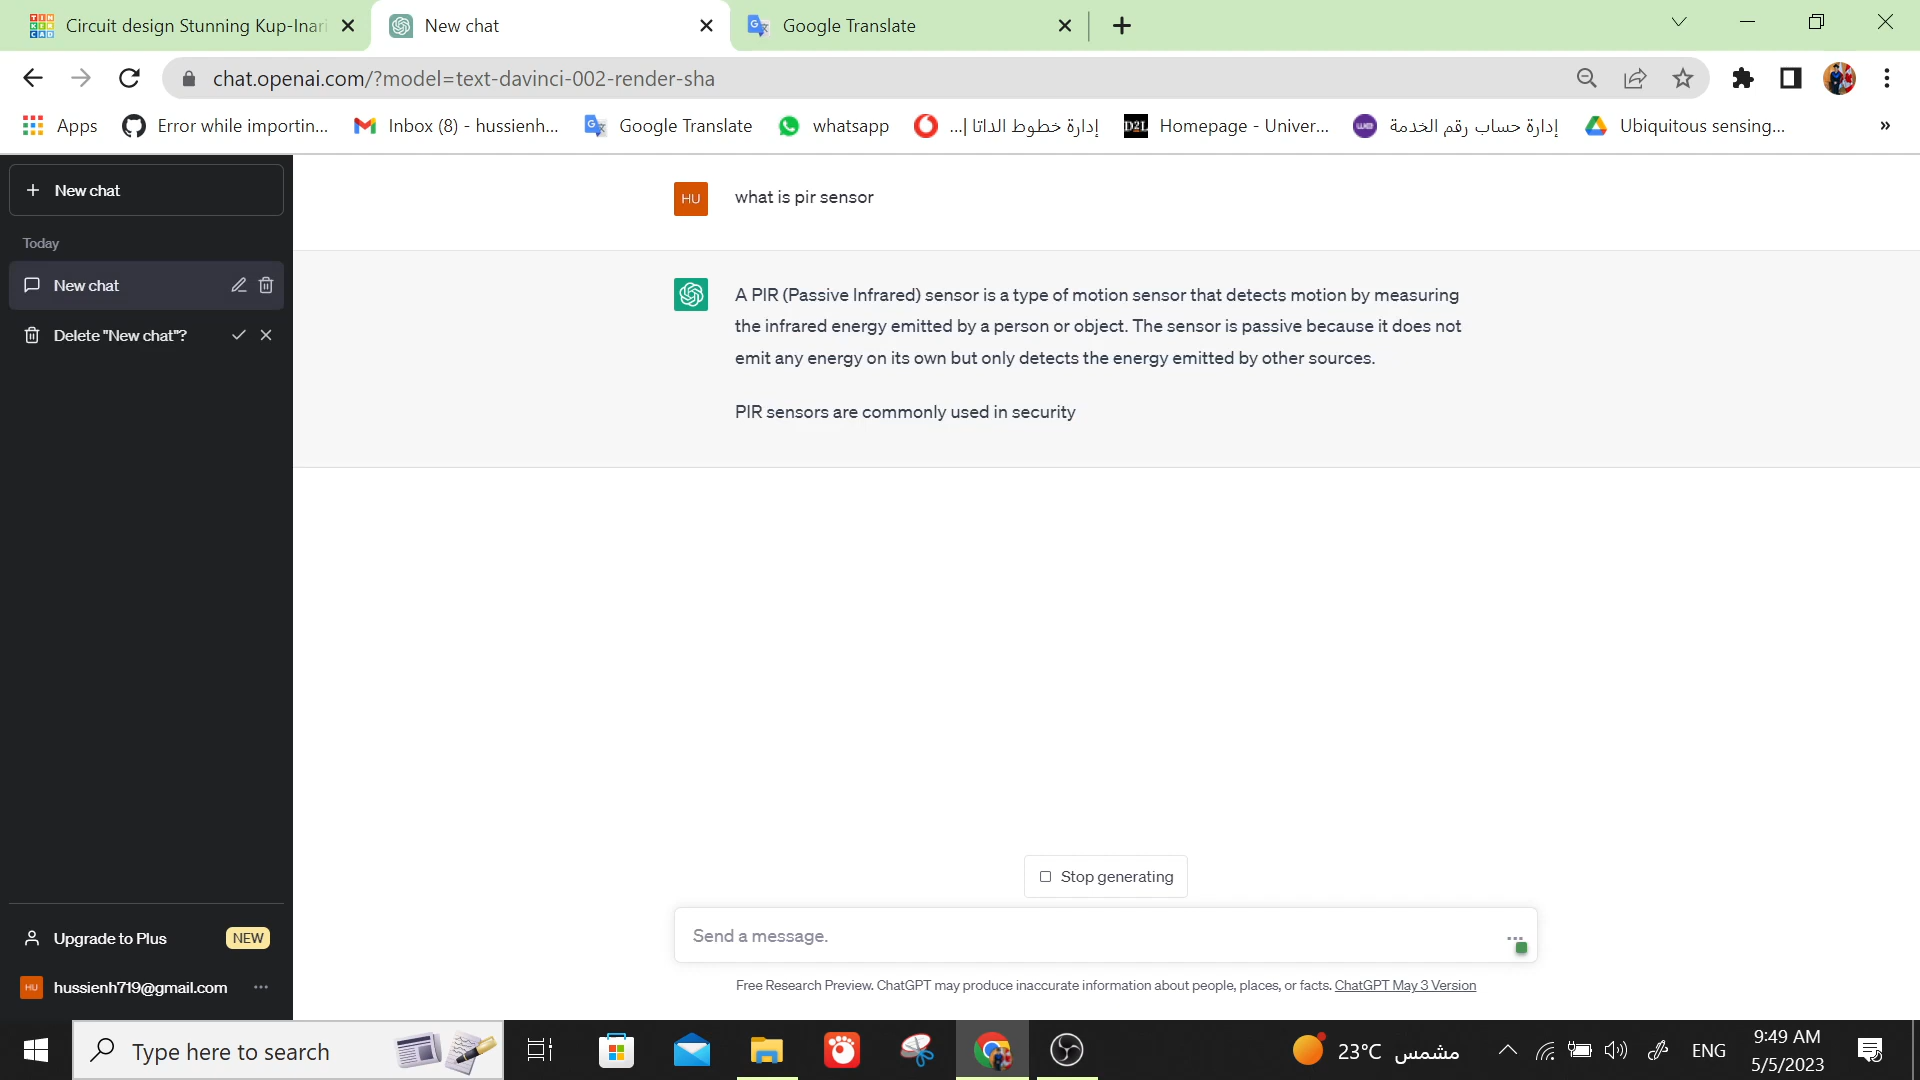 Circuit design Stunning Kup-Inari
New chat
Google Translate
chat.openai.com/?model=text-davinci-002-render-sha
Apps
Error while importin...
Inbox (8) - hussienh...
Google Translate
whatsapp
إدارة خطوط الداتا |...
D2L
Homepage - Univer...
إدارة حساب رقم الخدمة
Ubiquitous sensing...
»
New chat
Today
New chat
Delete "New chat"?
HU
what is pir sensor
A PIR (Passive Infrared) sensor is a type of motion sensor that detects motion by measuring
the infrared energy emitted by a person or object. The sensor is passive because it does not
emit any energy on its own but only detects the energy emitted by other sources.
PIR sensors are commonly used in security
Stop generating
Send a message.
Free Research Preview. ChatGPT may produce inaccurate information about people, places, or facts. ChatGPT May 3 Version
Upgrade to Plus
NEW
HU
hussienh719@gmail.com
Type here to search
23°C مشمس
ENG
9:49 AM
5/5/2023